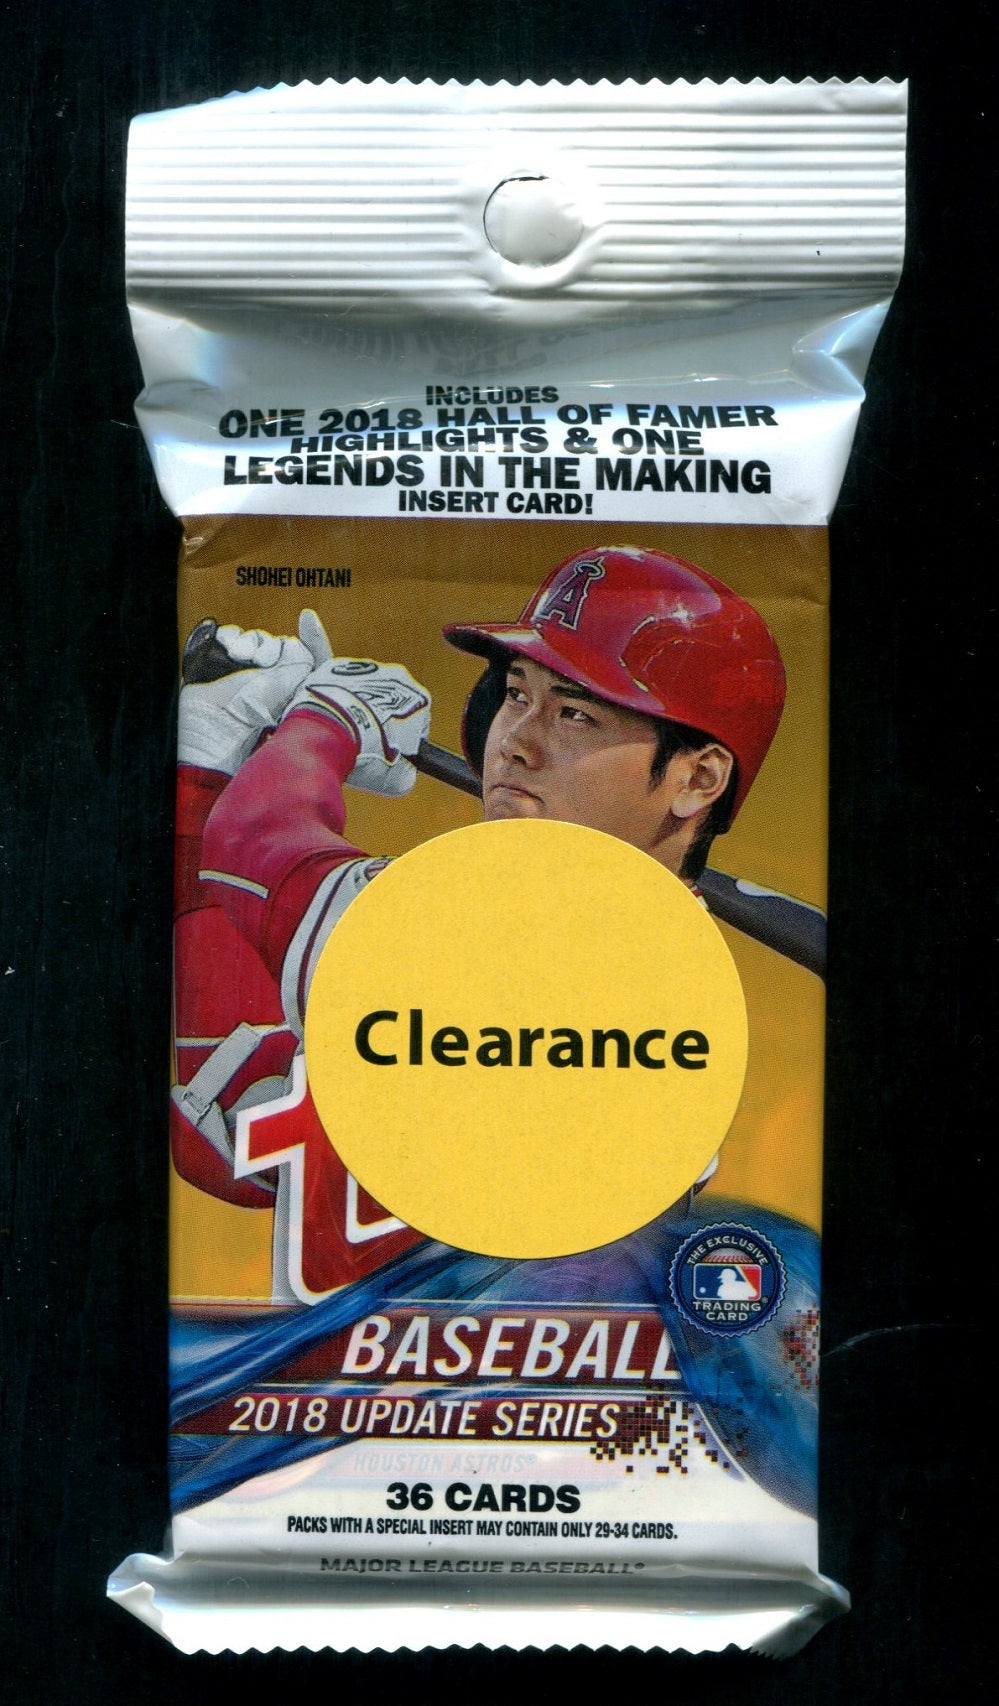 INCLUDES
ONE 2018 HALL OF FAMER
HIGHLIGHTS & ONE
LEGENDS IN THE MAKING
INSERT CARD!
SHOHEI OHTANI
A
Clearance
THE EXCLUSIVE
TRADING
CARD
BASEBALL
2018 UPDATE SERIES
HOUSTON ASTROS®
36 CARDS
PACKS WITH A SPECIAL INSERT MAY CONTAIN ONLY 29-34 CARDS.
MAJOR LEAGUE BASEBALL®